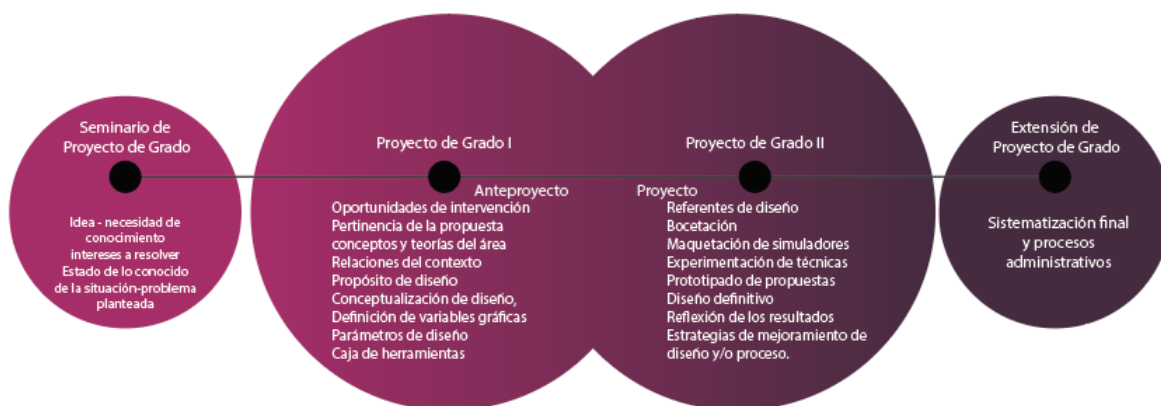 Seminario de
Proyecto de Grado
Idea - necesidad de
conocimiento
intereses a resolver
Estado de lo conocido
de la situación-problema
planteada
Proyecto de Grado I
Anteproyecto
Oportunidades de intervención
Pertinencia de la propuesta
conceptos y teorías del área
Relaciones del contexto
Propósito de diseño
Conceptualización de diseño,
Definición de variables gráficas
Parámetros de diseño
Caja de herramientas
Proyecto de Grado II
Proyecto
Referentes de diseño
Bocetación
Maquetación de simuladores
Experimentación de técnicas
Prototipado de propuestas
Diseño definitivo
Reflexión de los resultados
Estrategias de mejoramiento de
diseño y/o proceso.
Extensión de
Proyecto de Grado
Sistematización final
y procesos
administrativos